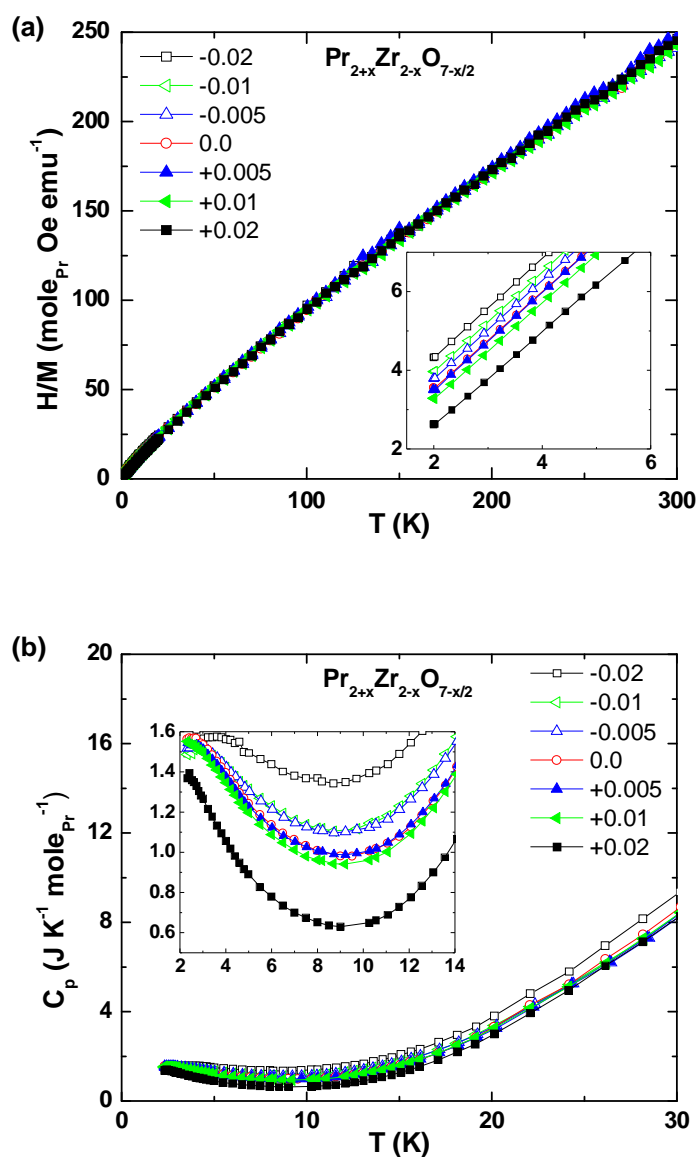 (a)
250
200
150
100
50
0
H/M (mole_Pr Oe emu⁻¹)
Pr₂₊ₓZr₂₋ₓO₇₋ₓ/₂
-0.02
-0.01
-0.005
0.0
+0.005
+0.01
+0.02
6
4
2
2 4 6
0 100 200 300
T (K)
(b)
20
16
12
8
4
0
C_p (J K⁻¹ mole_Pr⁻¹)
Pr₂₊ₓZr₂₋ₓO₇₋ₓ/₂
-0.02
-0.01
-0.005
0.0
+0.005
+0.01
+0.02
1.6
1.4
1.2
1.0
0.8
0.6
2 4 6 8 10 12 14
0 10 20 30
T (K)